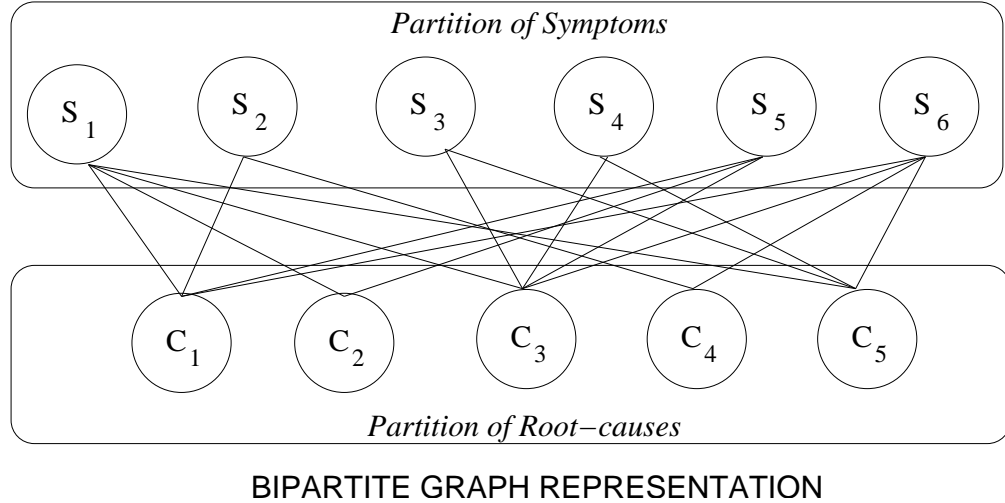 Partition of Symptoms
S1 S2 S3 S4 S5 S6
C1 C2 C3 C4 C5
Partition of Root−causes
BIPARTITE GRAPH REPRESENTATION